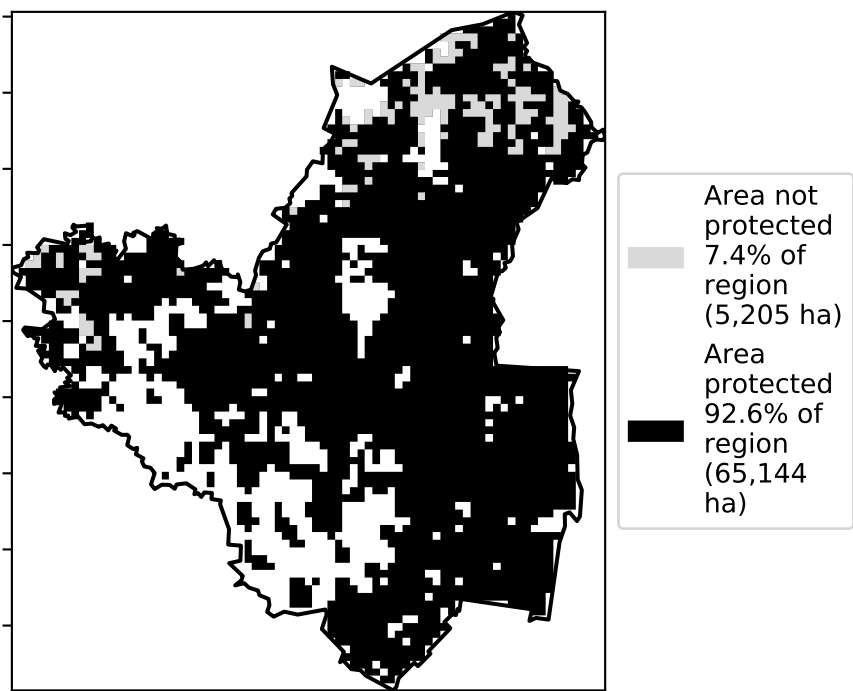 Area not
protected
7.4% of
region
(5,205 ha)
Area
protected
92.6% of
region
(65,144
ha)